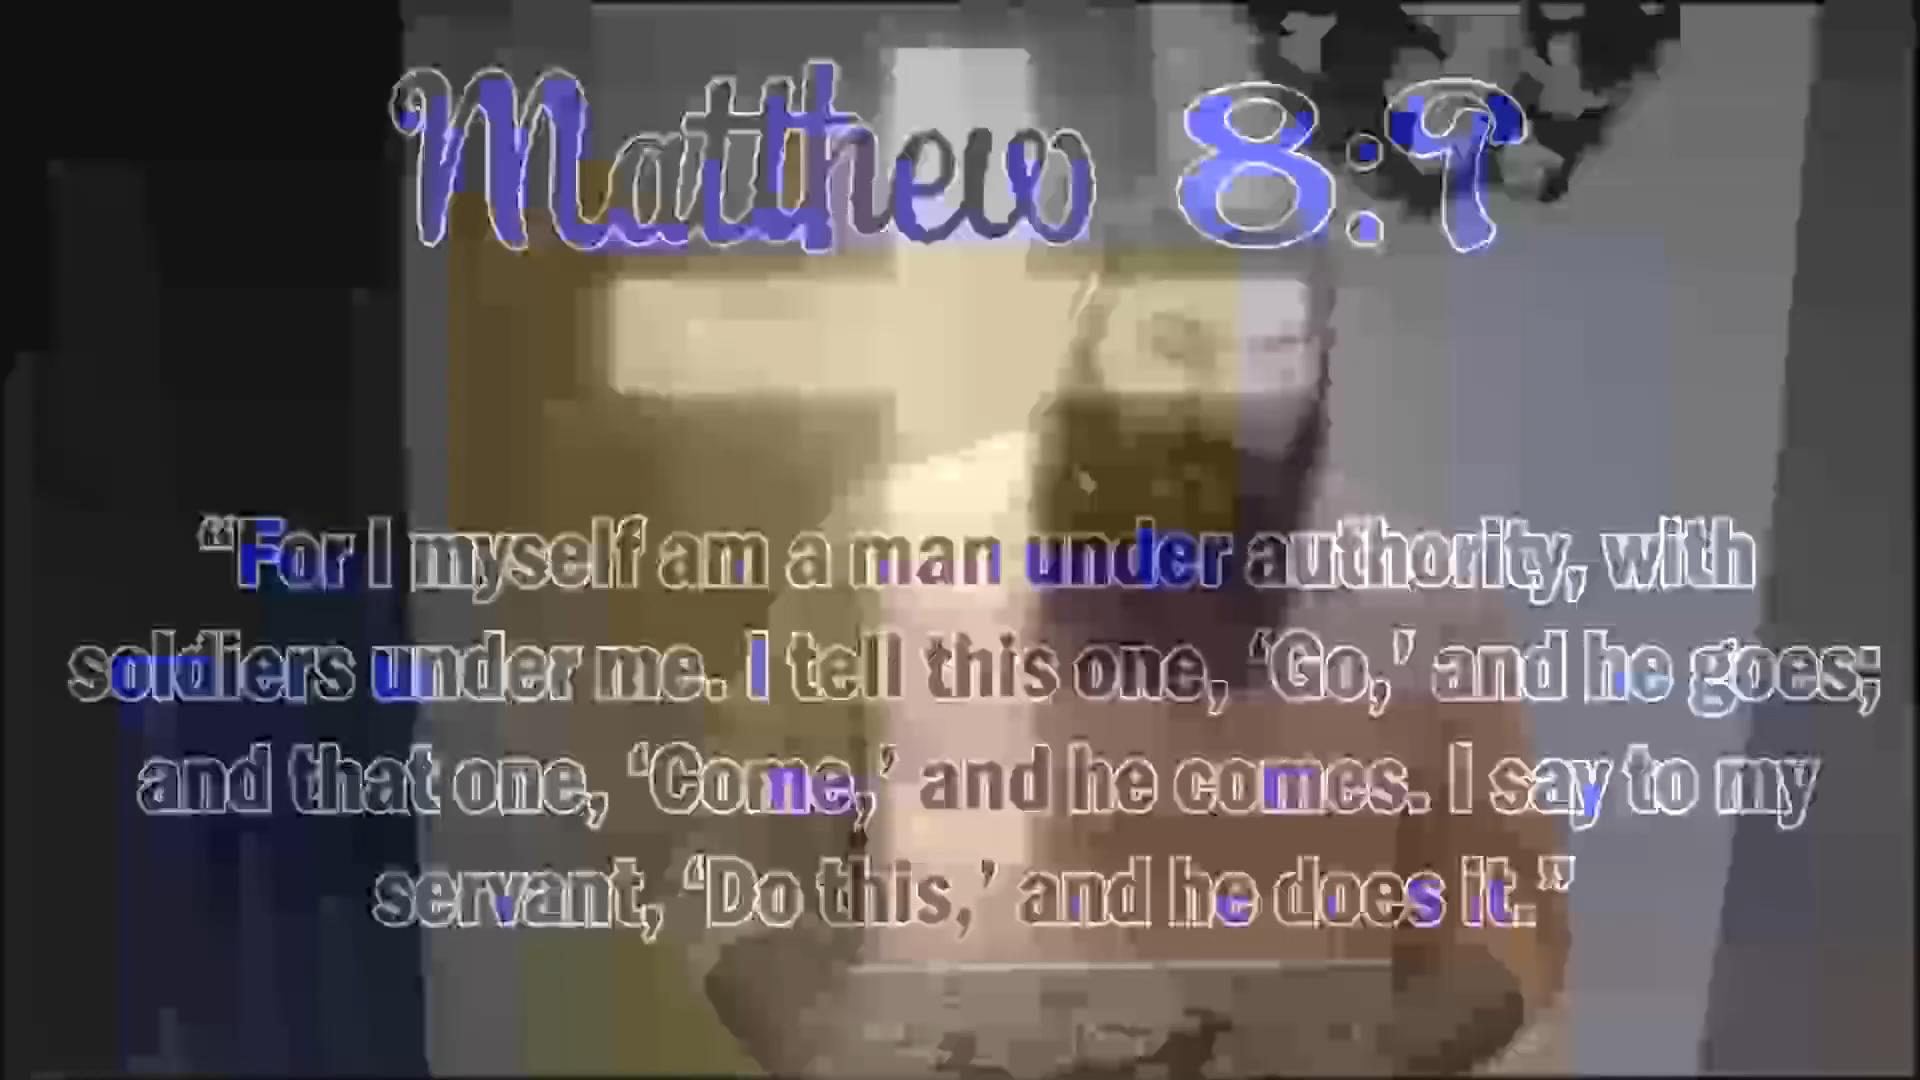 Matthew 8:9
“For I myself am a man under authority, with
soldiers under me. I tell this one, ‘Go,’ and he goes;
and that one, ‘Come,’ and he comes. I say to my
servant, ‘Do this,’ and he does it.”